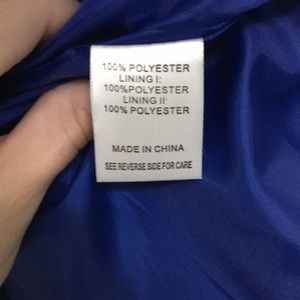 100% POLYESTER
LINING I:
100% POLYESTER
LINING II:
100% POLYESTER
MADE IN CHINA
SEE REVERSE SIDE FOR CARE